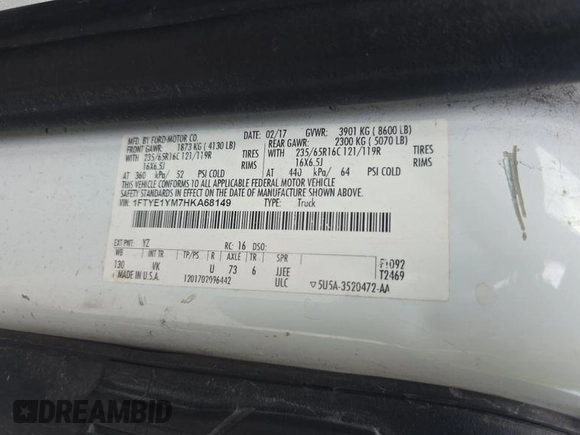 MFD. BY FORD MOTOR CO. 02/17 GVWR: 3901 KG ( 8600 LB)
FRONT GAWR: 1873 KG ( 4130 LB) REAR GAWR: 2300 KG ( 5070 LB)
WITH 235/65R16C 121/119R TIRES WITH 235/65R16C 121/119R TIRES
16X6.5J RIMS 16X6.5J RIMS
AT 360 kPa/ 52 PSI COLD AT 440 kPa/ 64 PSI COLD
THIS VEHICLE CONFORMS TO ALL APPLICABLE FEDERAL MOTOR VEHICLE
SAFETY STANDARDS IN EFFECT ON THE DATE OF MANUFACTURE SHOWN ABOVE.
VIN: 1FTYE1YM7HKA68149 TYPE: Truck
EXT PNT: YZ RC: 16 DSO:
WB TP/PS R AXLE TR SPR F1092
130 VK U 73 6 JJEE T2469
MADE IN U.S.A. 1201702096442 ULC 5U5A-3520472-AA
DREAMBID